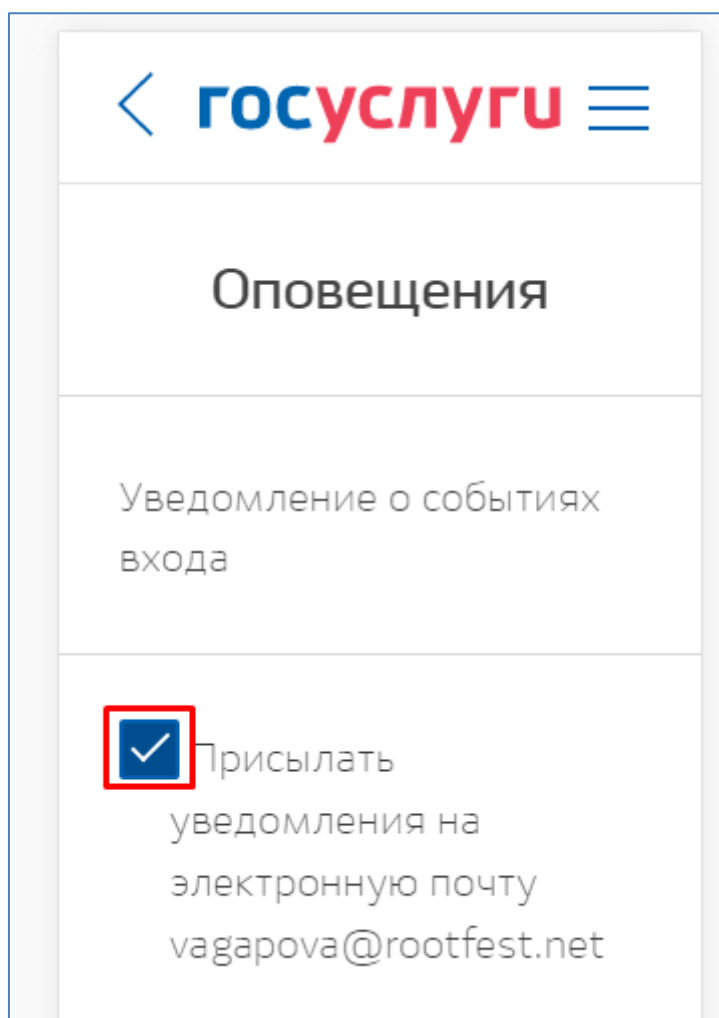 госуслуги
Оповещения
Уведомление о событиях
входа
Присылать
уведомления на
электронную почту
vagapova@rootfest.net